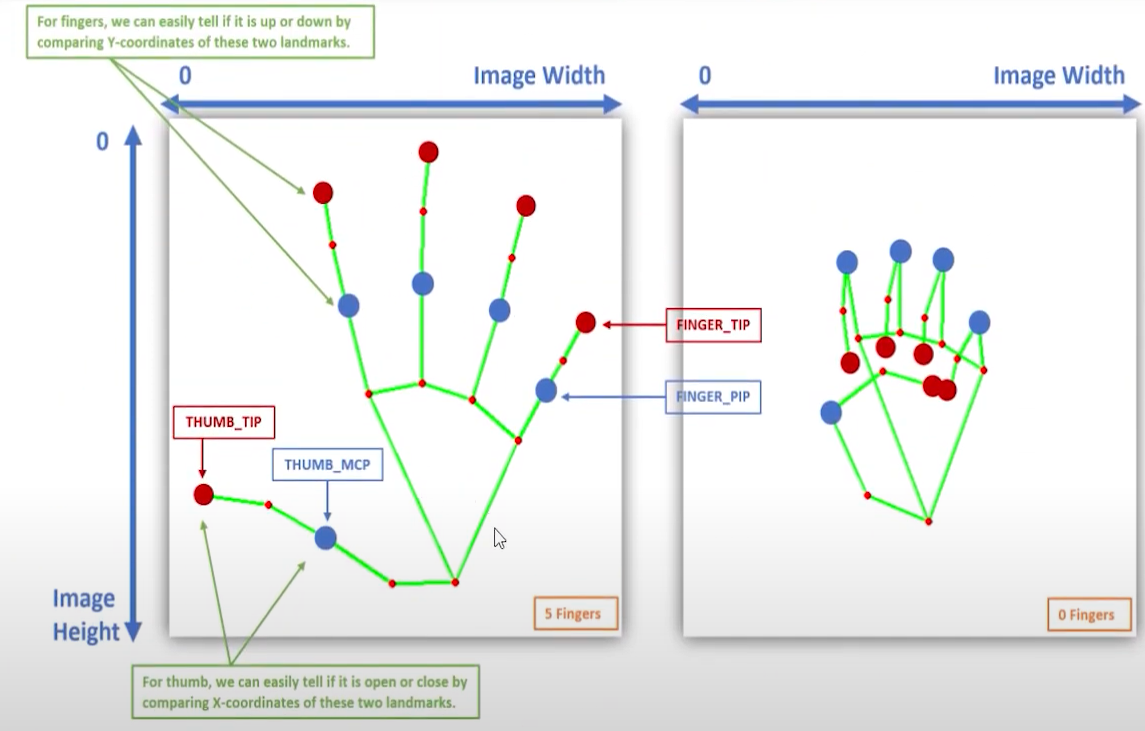 For fingers, we can easily tell if it is up or down by
comparing Y-coordinates of these two landmarks.
0
Image Width
0
Image Width
0
FINGER_TIP
FINGER_PIP
THUMB_TIP
THUMB_MCP
Image
Height
5 Fingers
0 Fingers
For thumb, we can easily tell if it is open or close by
comparing X-coordinates of these two landmarks.